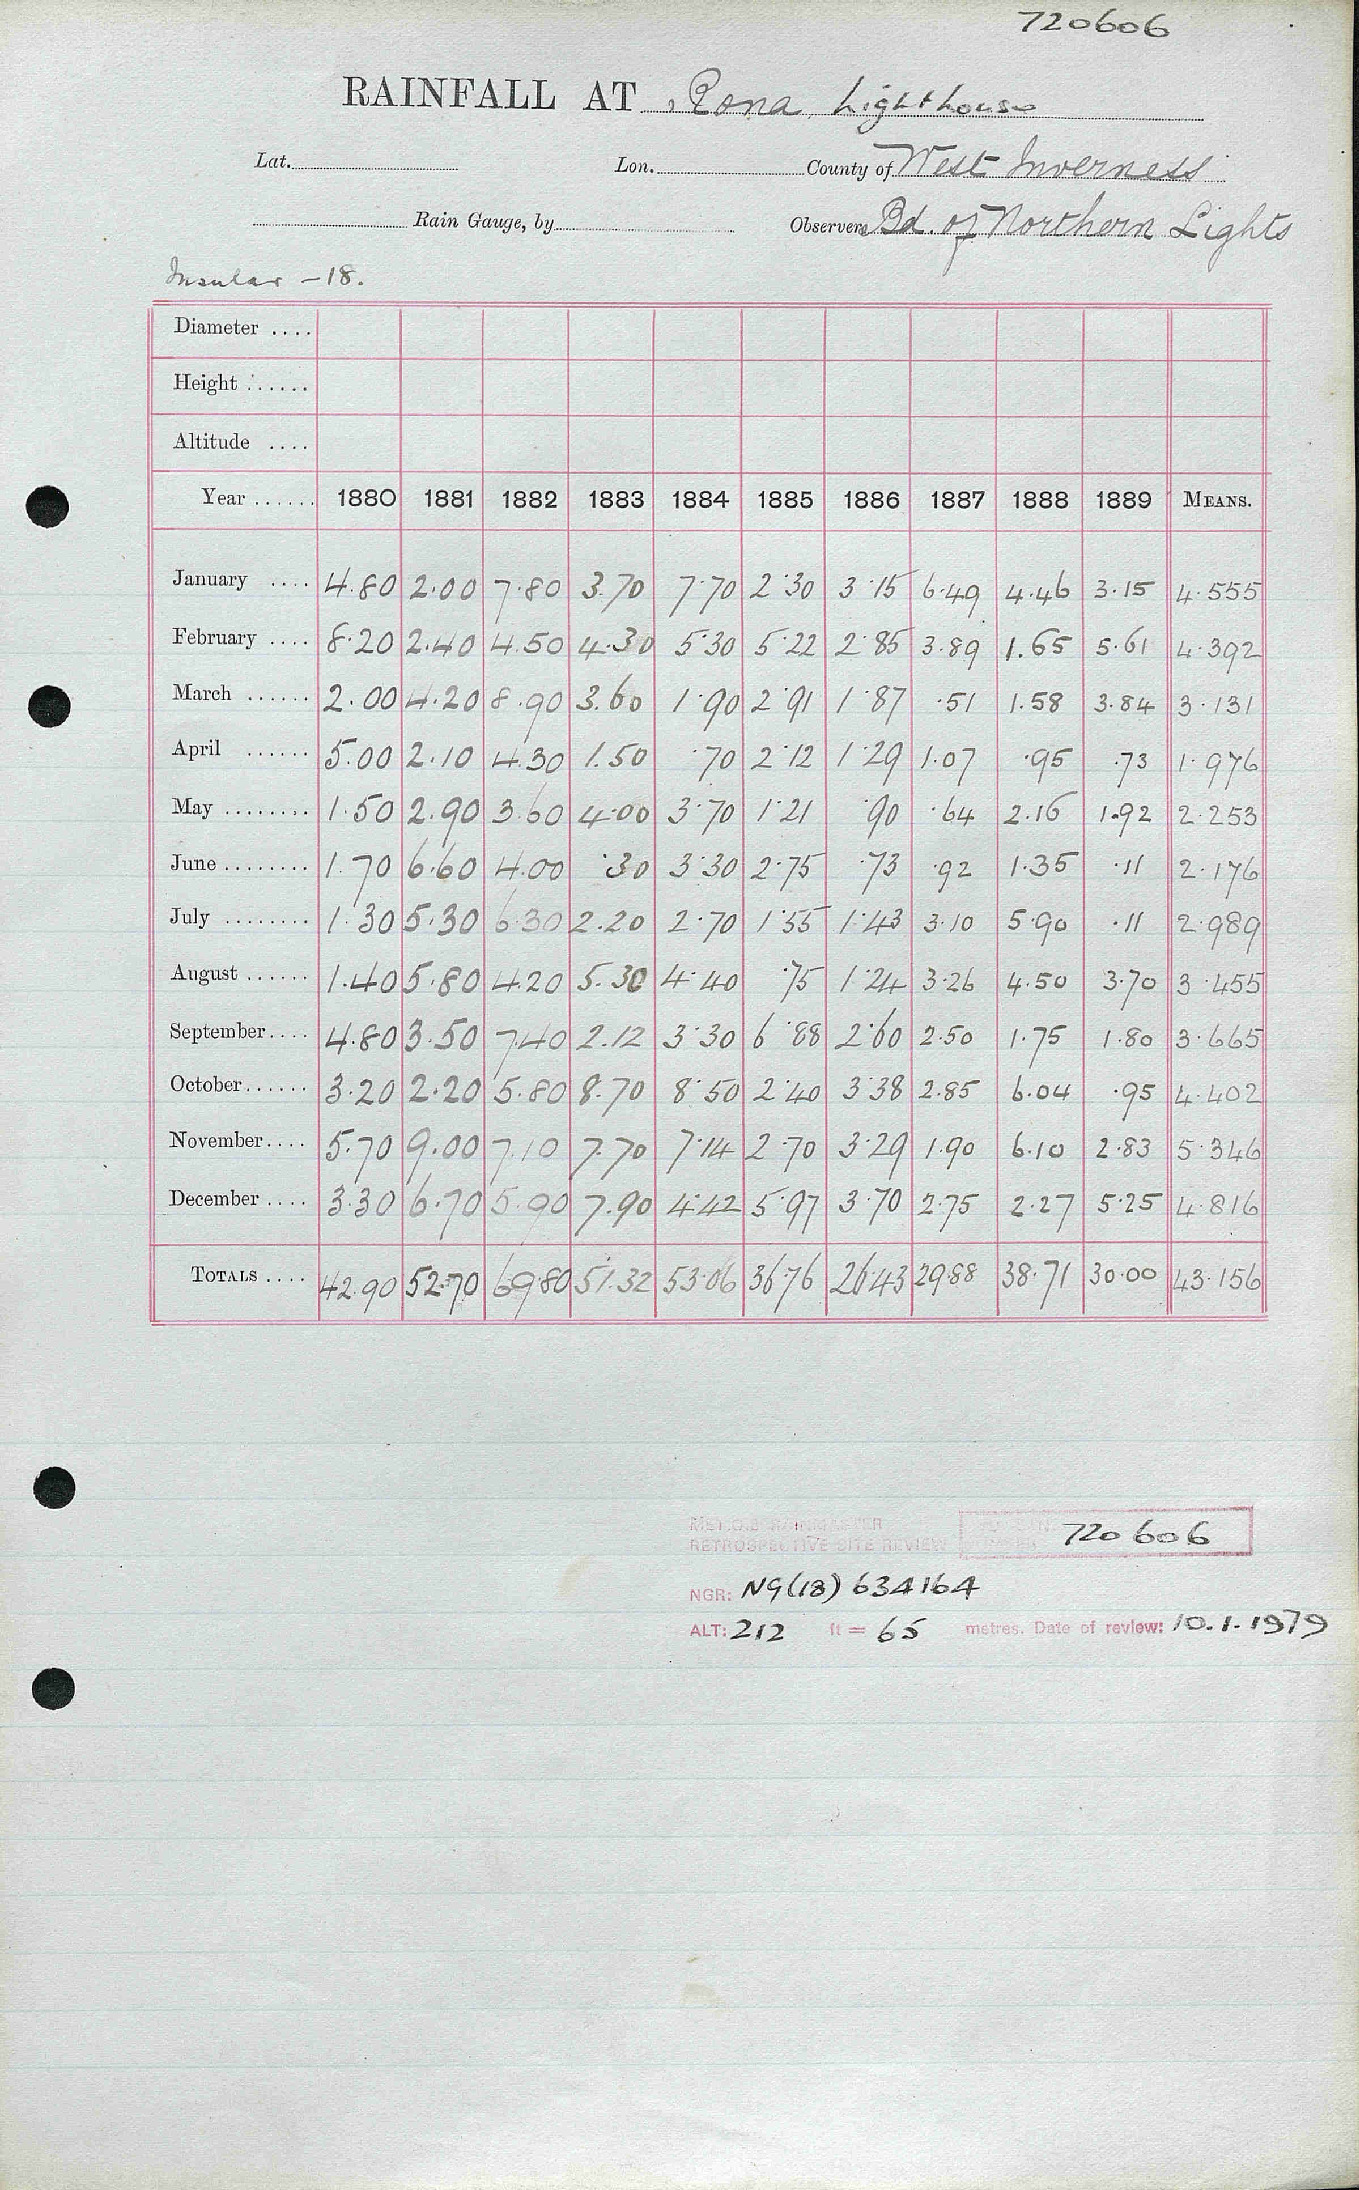 720606
RAINFALL AT Rona Lighthouse
Lat. Lon. County of West Inverness
Rain Gauge, by Observers Bd. of Northern Lights
Insular - 18.
Diameter ....
Height ......
Altitude ....
Year ...... 1880 1881 1882 1883 1884 1885 1886 1887 1888 1889 MEANS.
January .... 4.80 2.00 7.80 3.70 7.70 2.30 3.15 6.49 4.46 3.15 4.555
February .... 8.20 2.40 4.50 4.30 5.30 5.22 2.85 3.89 1.65 5.61 4.392
March ...... 2.00 4.20 8.90 3.60 1.90 2.91 1.87 .51 1.58 3.84 3.131
April ...... 5.00 2.10 4.30 1.50 .70 2.12 1.29 1.07 .95 .73 1.976
May ........ 1.50 2.90 3.60 4.00 3.70 1.21 .90 .64 2.16 1.92 2.253
June ........ 1.70 6.60 4.00 .30 3.30 2.75 .73 .92 1.35 .11 2.176
July ........ 1.30 5.30 6.30 2.20 2.70 1.55 1.43 3.10 5.90 .11 2.989
August ...... 1.40 5.80 4.20 5.30 4.40 .75 1.24 3.26 4.50 3.70 3.455
September.... 4.80 3.50 7.40 2.12 3.30 6.88 2.60 2.50 1.75 1.80 3.665
October...... 3.20 2.20 5.80 8.70 8.50 2.40 3.38 2.85 6.04 .95 4.402
November.... 5.70 9.00 7.10 7.70 7.14 2.70 3.29 1.90 6.10 2.83 5.346
December .... 3.30 6.70 5.90 7.90 4.42 5.97 3.70 2.75 2.27 5.25 4.816
TOTALS .... 42.90 52.70 69.80 51.32 53.06 36.76 26.43 29.88 38.71 30.00 43.156
MET.O.8 RAINMASTER
720606
RETROSPECTIVE SITE REVIEW
NGR: NG(18) 634164
ALT: 212 ft = 65 metres. Date of review: 10.1.1979